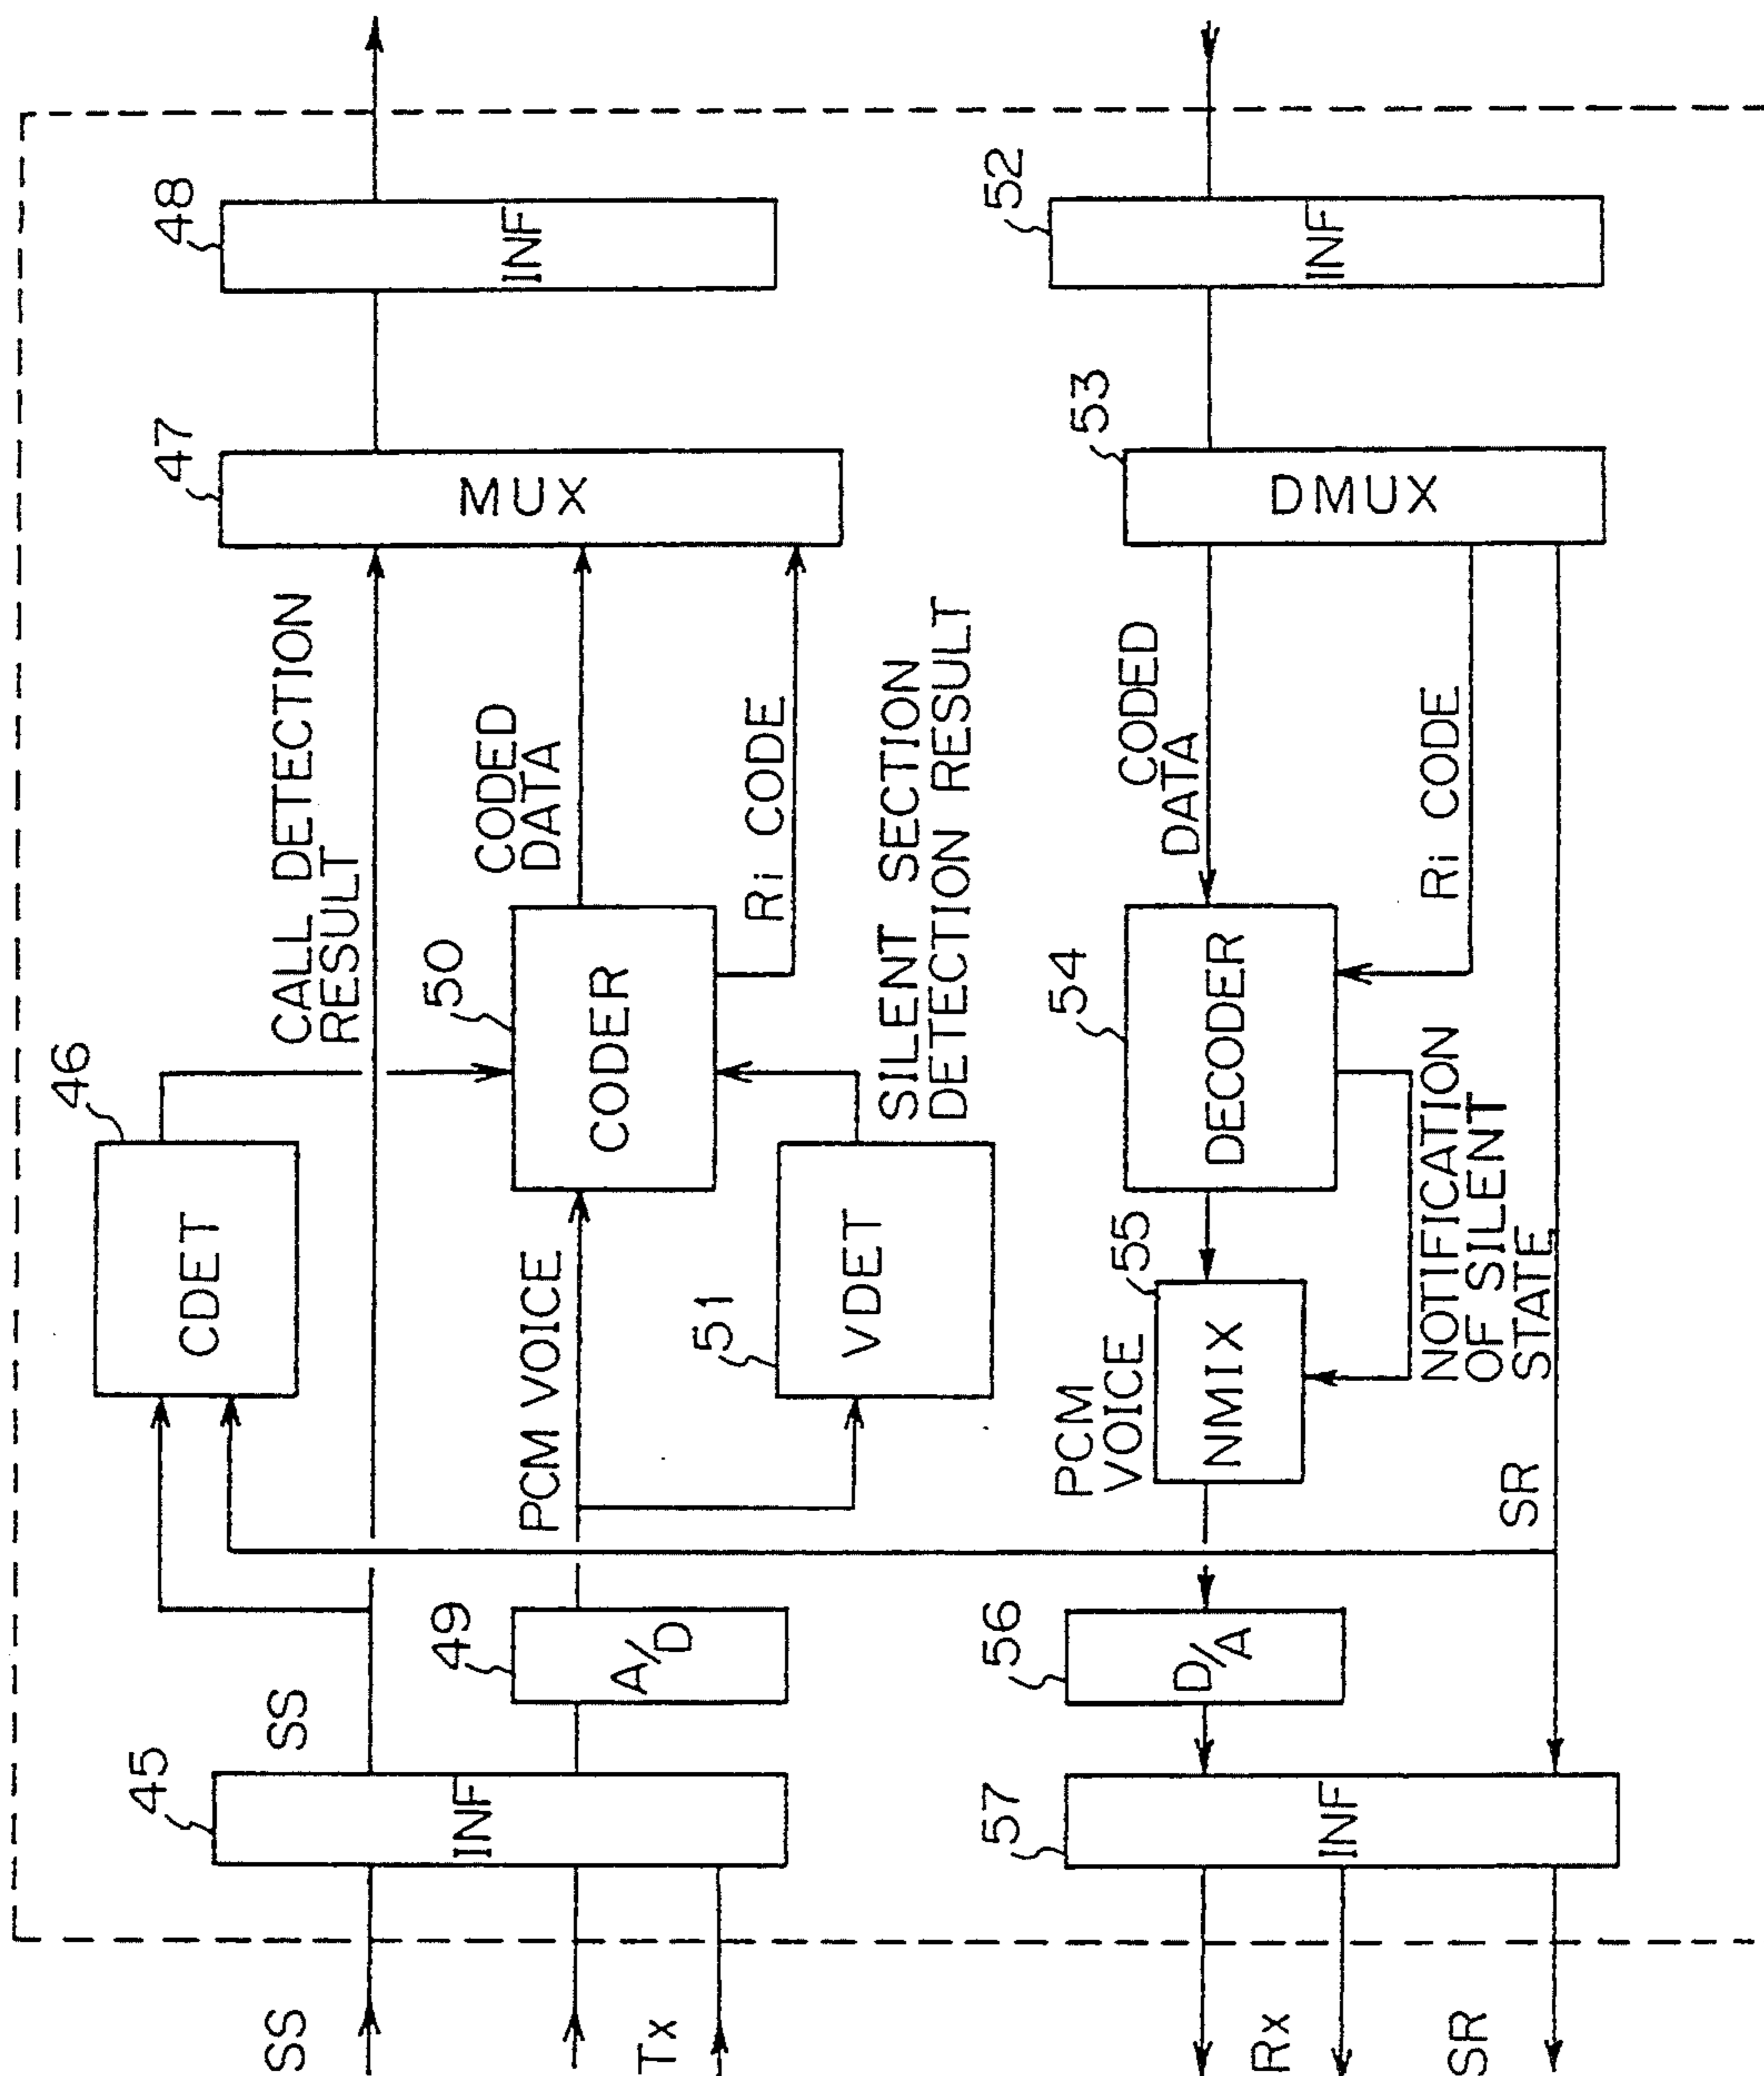 48
INF
52
INF
47
MUX
53
DMUX
CALL DETECTION
RESULT
CODED
DATA
Ri CODE
SILENT SECTION
DETECTION RESULT
CODED
DATA
Ri CODE
46
CDET
50
CODER
51
VDET
54
DECODER
55
NMIX
NOTIFICATION
OF SILENT
STATE
PCM VOICE
PCM
VOICE
SR
SS
49
A/D
56
D/A
45
INF
57
INF
SS
Tx
Rx
SR